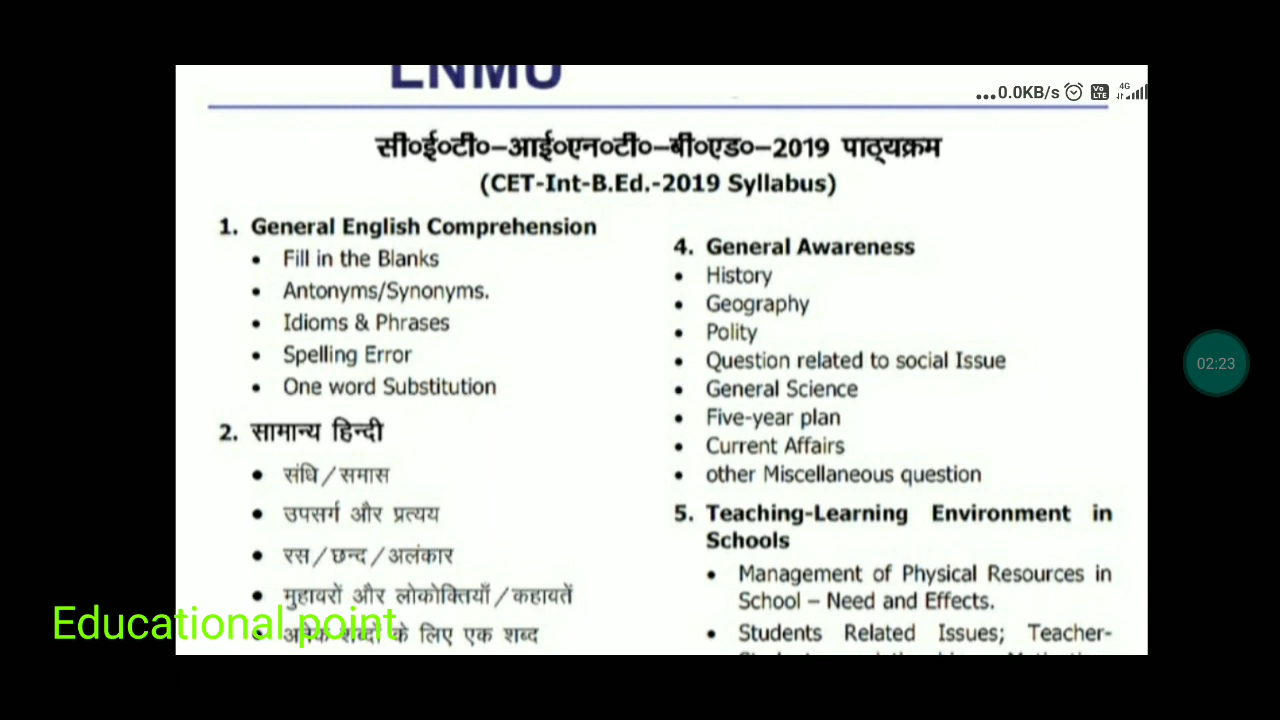 LNMU
...0.0KB/s Vo LTE 4G
सी०ई०टी०–आई०एन०टी०–बी०एड०–2019 पाठ्यक्रम
(CET-Int-B.Ed.-2019 Syllabus)
1. General English Comprehension
• Fill in the Blanks
• Antonyms/Synonyms.
• Idioms & Phrases
• Spelling Error
• One word Substitution
2. सामान्य हिन्दी
• संधि/समास
• उपसर्ग और प्रत्यय
• रस/छन्द/अलंकार
• मुहावरों और लोकोक्तियाँ/कहावतें
• अनेक शब्दों के लिए एक शब्द
4. General Awareness
• History
• Geography
• Polity
• Question related to social Issue
• General Science
• Five-year plan
• Current Affairs
• other Miscellaneous question
5. Teaching-Learning Environment in
Schools
• Management of Physical Resources in
School – Need and Effects.
• Students Related Issues; Teacher-
Educational point
02:23